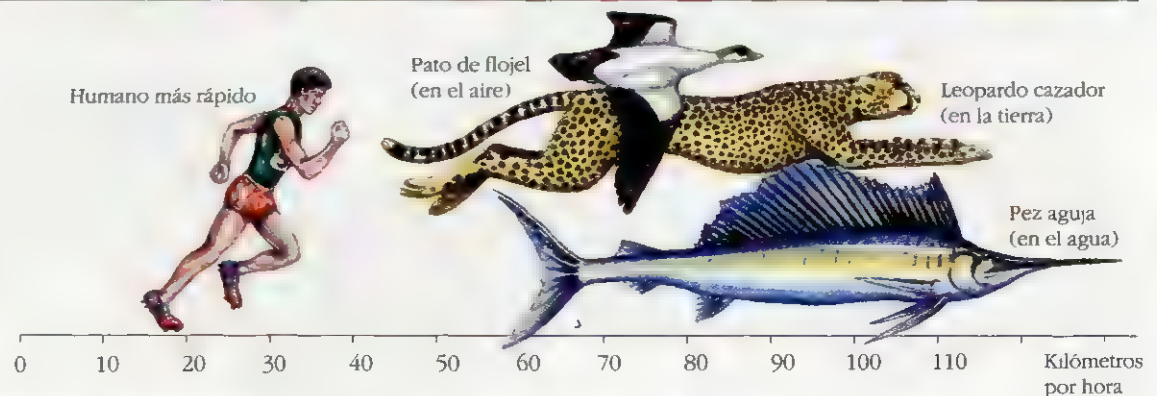 Humano más rápido
Pato de flojel
(en el aire)
Leopardo cazador
(en la tierra)
Pez aguja
(en el agua)
0 10 20 30 40 50 60 70 80 90 100 110 Kilómetros
por hora